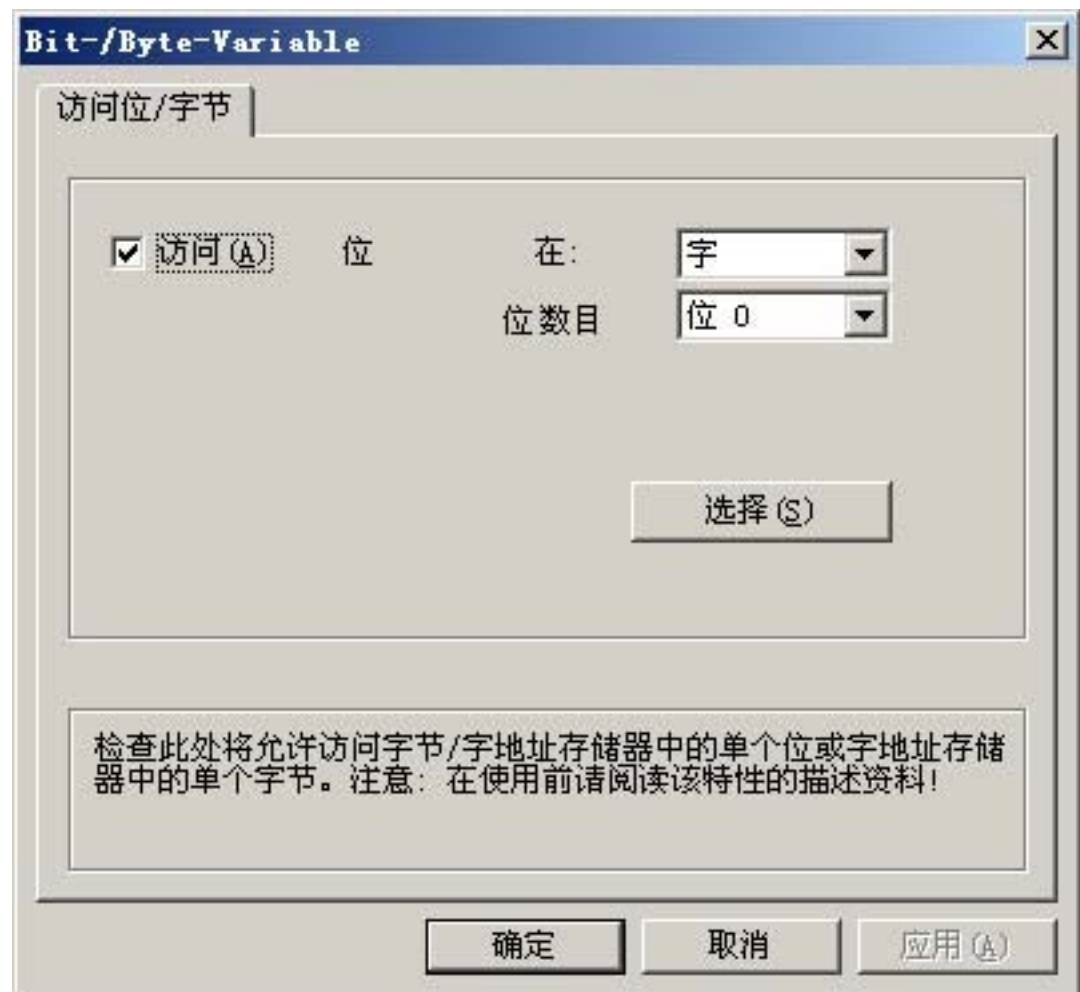 Bit-/Byte-Variable
访问位/字节
访问(A) 位 在: 字
位数目 位 0
选择(S)
检查此处将允许访问字节/字地址存储器中的单个位或字地址存储
器中的单个字节。注意: 在使用前请阅读该特性的描述资料!
确定 取消 应用(A)